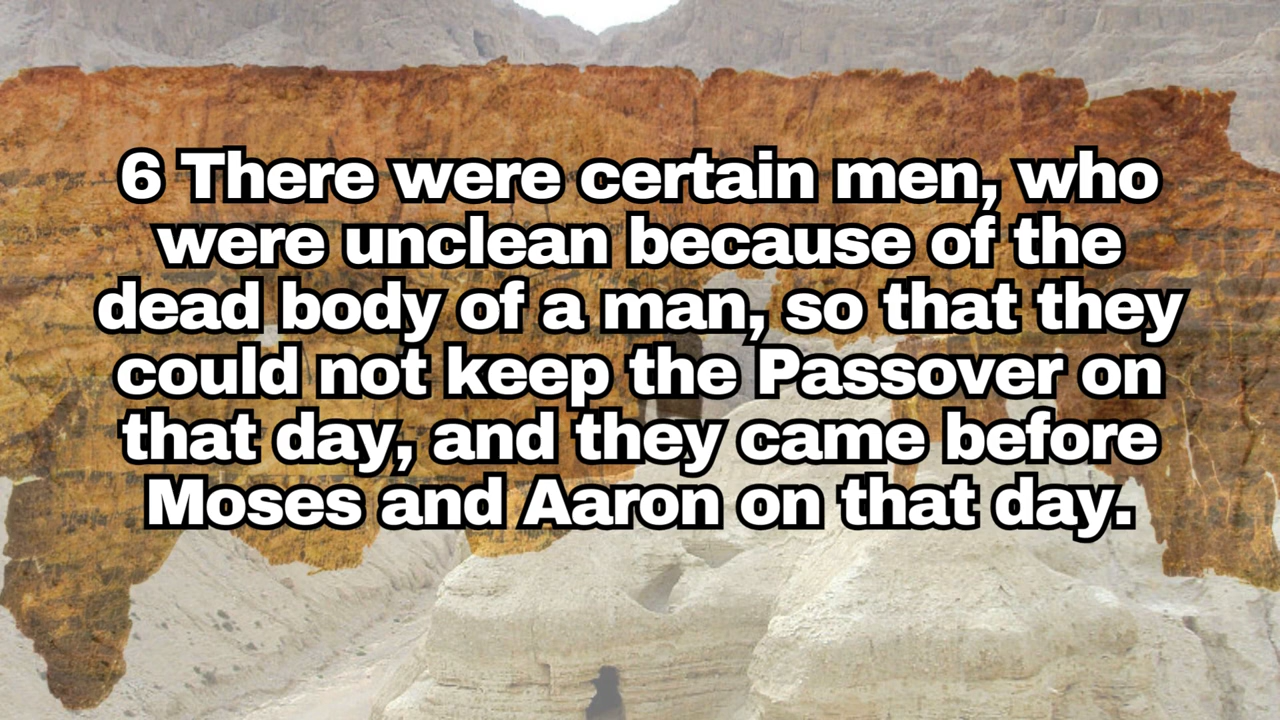 6 There were certain men, who
were unclean because of the
dead body of a man, so that they
could not keep the Passover on
that day, and they came before
Moses and Aaron on that day.